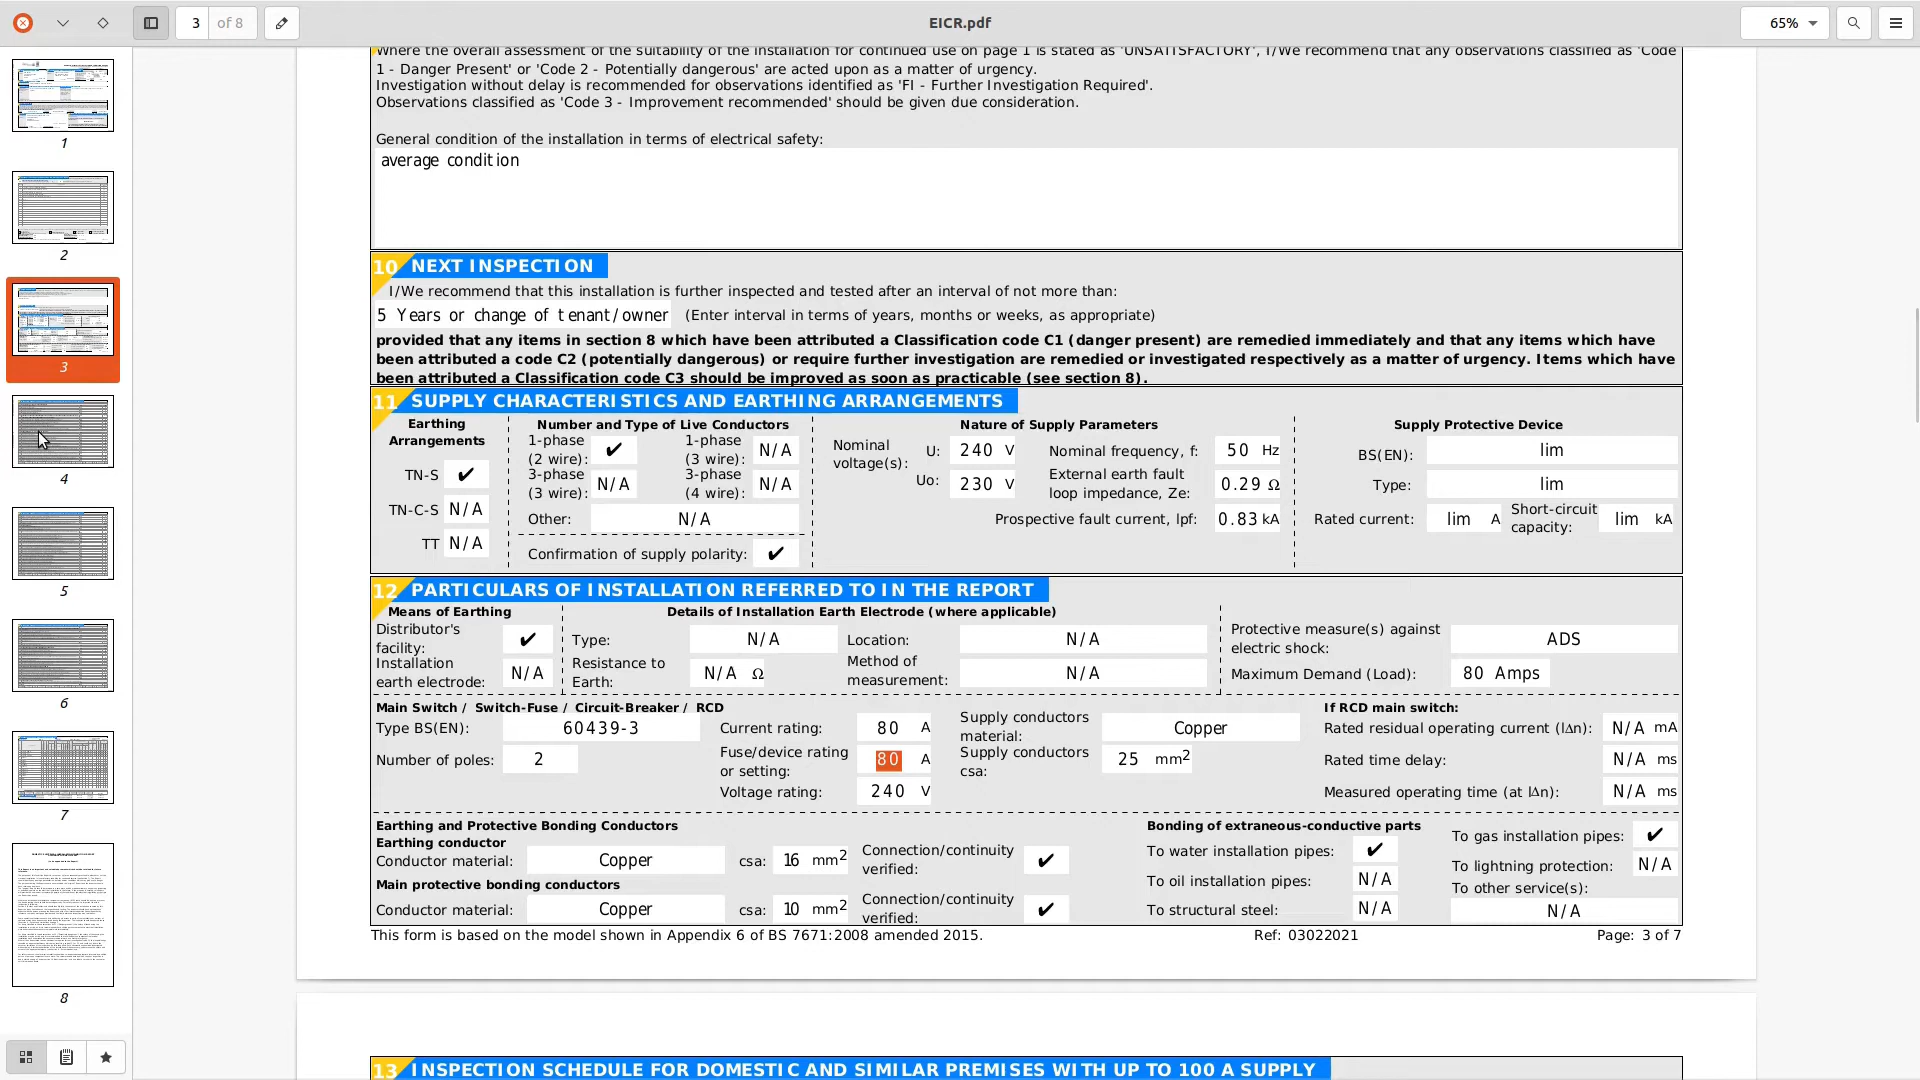 3 of 8
EICR.pdf
65%
Where the overall assessment of the suitability of the installation for continued use on page 1 is stated as 'UNSATISFACTORY', I/We recommend that any observations classified as 'Code
1 - Danger Present' or 'Code 2 - Potentially dangerous' are acted upon as a matter of urgency.
Investigation without delay is recommended for observations identified as 'FI - Further Investigation Required'.
Observations classified as 'Code 3 - Improvement recommended' should be given due consideration.
General condition of the installation in terms of electrical safety:
average condition
10 NEXT INSPECTION
I/We recommend that this installation is further inspected and tested after an interval of not more than:
5 Years or change of tenant/owner (Enter interval in terms of years, months or weeks, as appropriate)
provided that any items in section 8 which have been attributed a Classification code C1 (danger present) are remedied immediately and that any items which have
been attributed a code C2 (potentially dangerous) or require further investigation are remedied or investigated respectively as a matter of urgency. Items which have
been attributed a Classification code C3 should be improved as soon as practicable (see section 8).
11 SUPPLY CHARACTERISTICS AND EARTHING ARRANGEMENTS
Earthing
Arrangements
TN-S ✔
TN-C-S N/A
TT N/A
Number and Type of Live Conductors
1-phase
(2 wire): ✔
1-phase
(3 wire): N/A
3-phase
(3 wire): N/A
3-phase
(4 wire): N/A
Other: N/A
Confirmation of supply polarity: ✔
Nature of Supply Parameters
Nominal
voltage(s):
U: 240 V
Uo: 230 V
Nominal frequency, f: 50 Hz
External earth fault
loop impedance, Ze: 0.29 Ω
Prospective fault current, Ipf: 0.83 kA
Supply Protective Device
BS(EN): lim
Type: lim
Rated current: lim A
Short-circuit
capacity: lim kA
12 PARTICULARS OF INSTALLATION REFERRED TO IN THE REPORT
Means of Earthing
Distributor's
facility: ✔
Installation
earth electrode: N/A
Details of Installation Earth Electrode (where applicable)
Type: N/A
Location: N/A
Resistance to
Earth: N/A Ω
Method of
measurement: N/A
Protective measure(s) against
electric shock: ADS
Maximum Demand (Load): 80 Amps
Main Switch / Switch-Fuse / Circuit-Breaker / RCD
Type BS(EN): 60439-3
Number of poles: 2
Current rating: 80 A
Fuse/device rating
or setting: 80 A
Voltage rating: 240 V
Supply conductors
material: Copper
Supply conductors
csa: 25 mm2
If RCD main switch:
Rated residual operating current (IΔn): N/A mA
Rated time delay: N/A ms
Measured operating time (at IΔn): N/A ms
Earthing and Protective Bonding Conductors
Earthing conductor
Conductor material: Copper csa: 16 mm2
Connection/continuity
verified: ✔
Main protective bonding conductors
Conductor material: Copper csa: 10 mm2
Connection/continuity
verified: ✔
Bonding of extraneous-conductive parts
To water installation pipes: ✔
To oil installation pipes: N/A
To structural steel: N/A
To gas installation pipes: ✔
To lightning protection: N/A
To other service(s):
N/A
This form is based on the model shown in Appendix 6 of BS 7671:2008 amended 2015.
Ref: 03022021
Page: 3 of 7
13 INSPECTION SCHEDULE FOR DOMESTIC AND SIMILAR PREMISES WITH UP TO 100 A SUPPLY
1
2
3
4
5
6
7
8